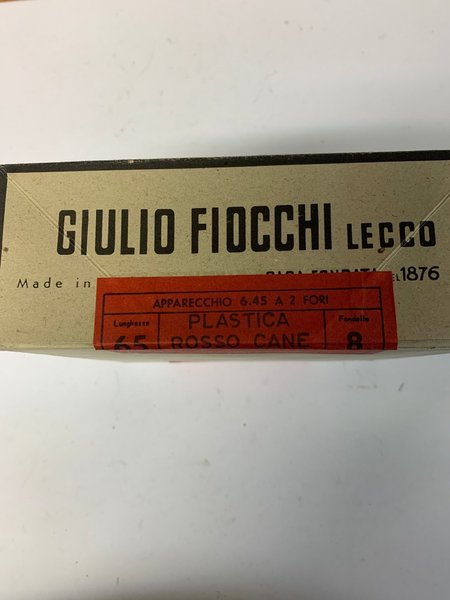 GIULIO FIOCCHI LECCO
Made in
1876
APPARECCHIO 6.45 A 2 FORI
Lunghezza PLASTICA Fondello
65 ROSSO CANE 8